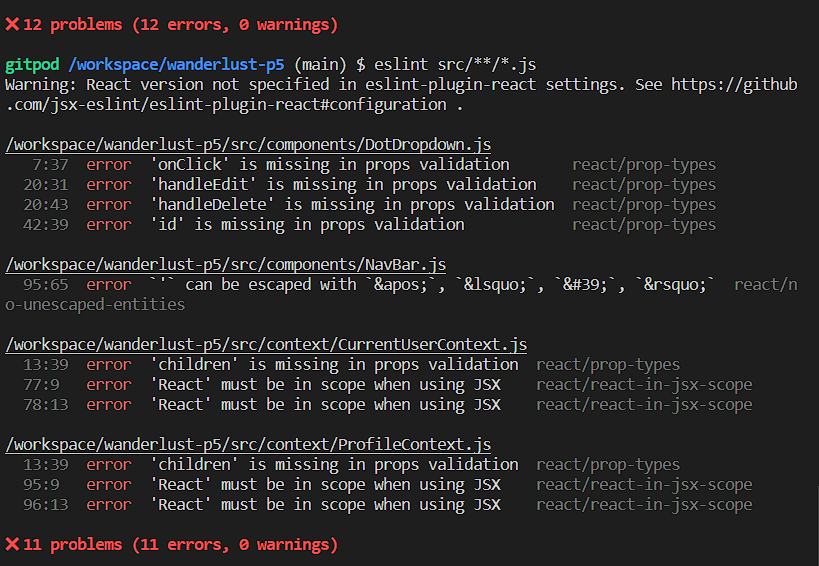 ❌ 12 problems (12 errors, 0 warnings)
gitpod /workspace/wanderlust-p5 (main) $ eslint src/**/*.js
Warning: React version not specified in eslint-plugin-react settings. See https://github
.com/jsx-eslint/eslint-plugin-react#configuration .
/workspace/wanderlust-p5/src/components/DotDropdown.js
7:37 error 'onClick' is missing in props validation react/prop-types
20:31 error 'handleEdit' is missing in props validation react/prop-types
20:43 error 'handleDelete' is missing in props validation react/prop-types
42:39 error 'id' is missing in props validation react/prop-types
/workspace/wanderlust-p5/src/components/NavBar.js
95:65 error `'` can be escaped with `&apos;`, `&lsquo;`, `&#39;`, `&rsquo;` react/n
o-unescaped-entities
/workspace/wanderlust-p5/src/context/CurrentUserContext.js
13:39 error 'children' is missing in props validation react/prop-types
77:9 error 'React' must be in scope when using JSX react/react-in-jsx-scope
78:13 error 'React' must be in scope when using JSX react/react-in-jsx-scope
/workspace/wanderlust-p5/src/context/ProfileContext.js
13:39 error 'children' is missing in props validation react/prop-types
95:9 error 'React' must be in scope when using JSX react/react-in-jsx-scope
96:13 error 'React' must be in scope when using JSX react/react-in-jsx-scope
❌ 11 problems (11 errors, 0 warnings)